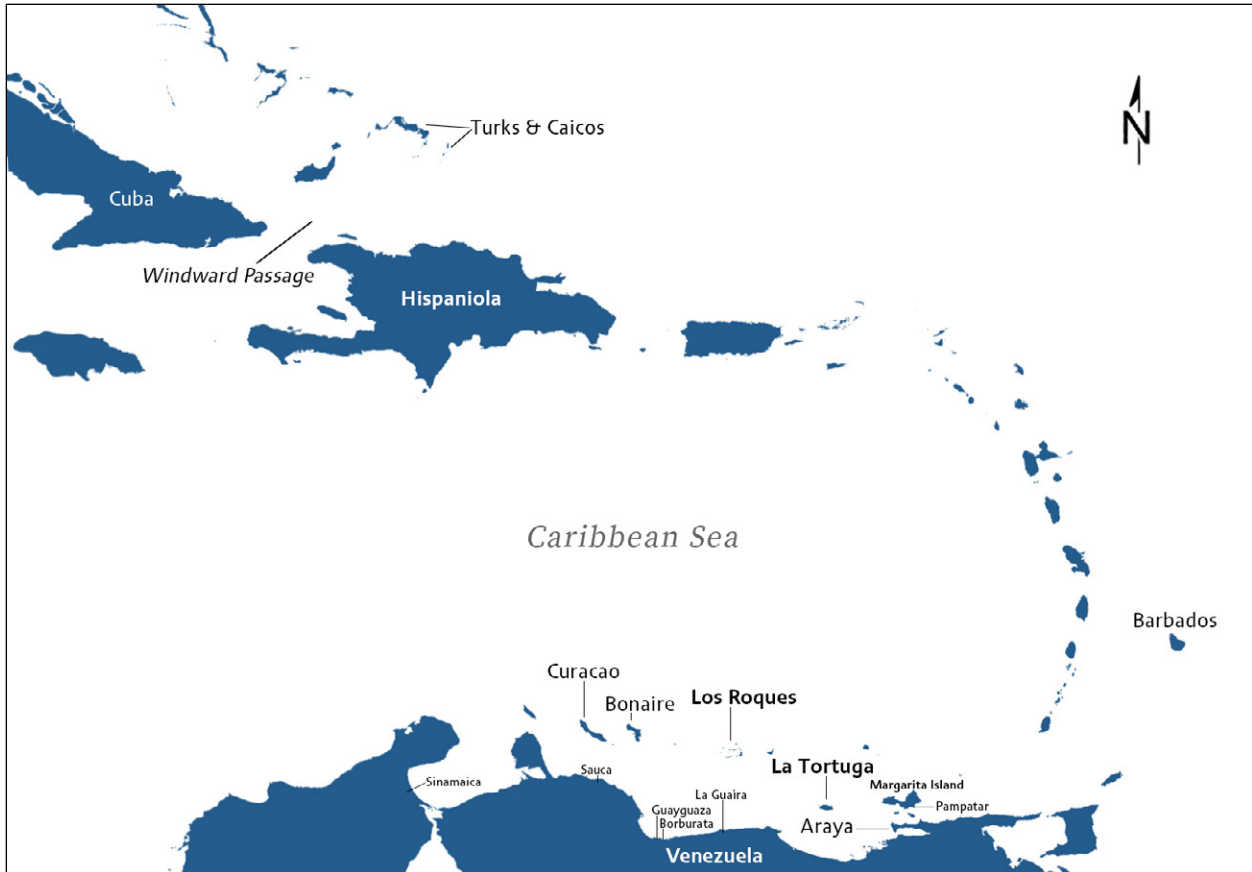 Turks & Caicos
N
Cuba
Windward Passage
Hispaniola
Caribbean Sea
Barbados
Curacao
Bonaire
Los Roques
La Tortuga
Sauca
Sinamaica
Margarita Island
La Guaira
Pampatar
Guayguaza
Araya
Borburata
Venezuela